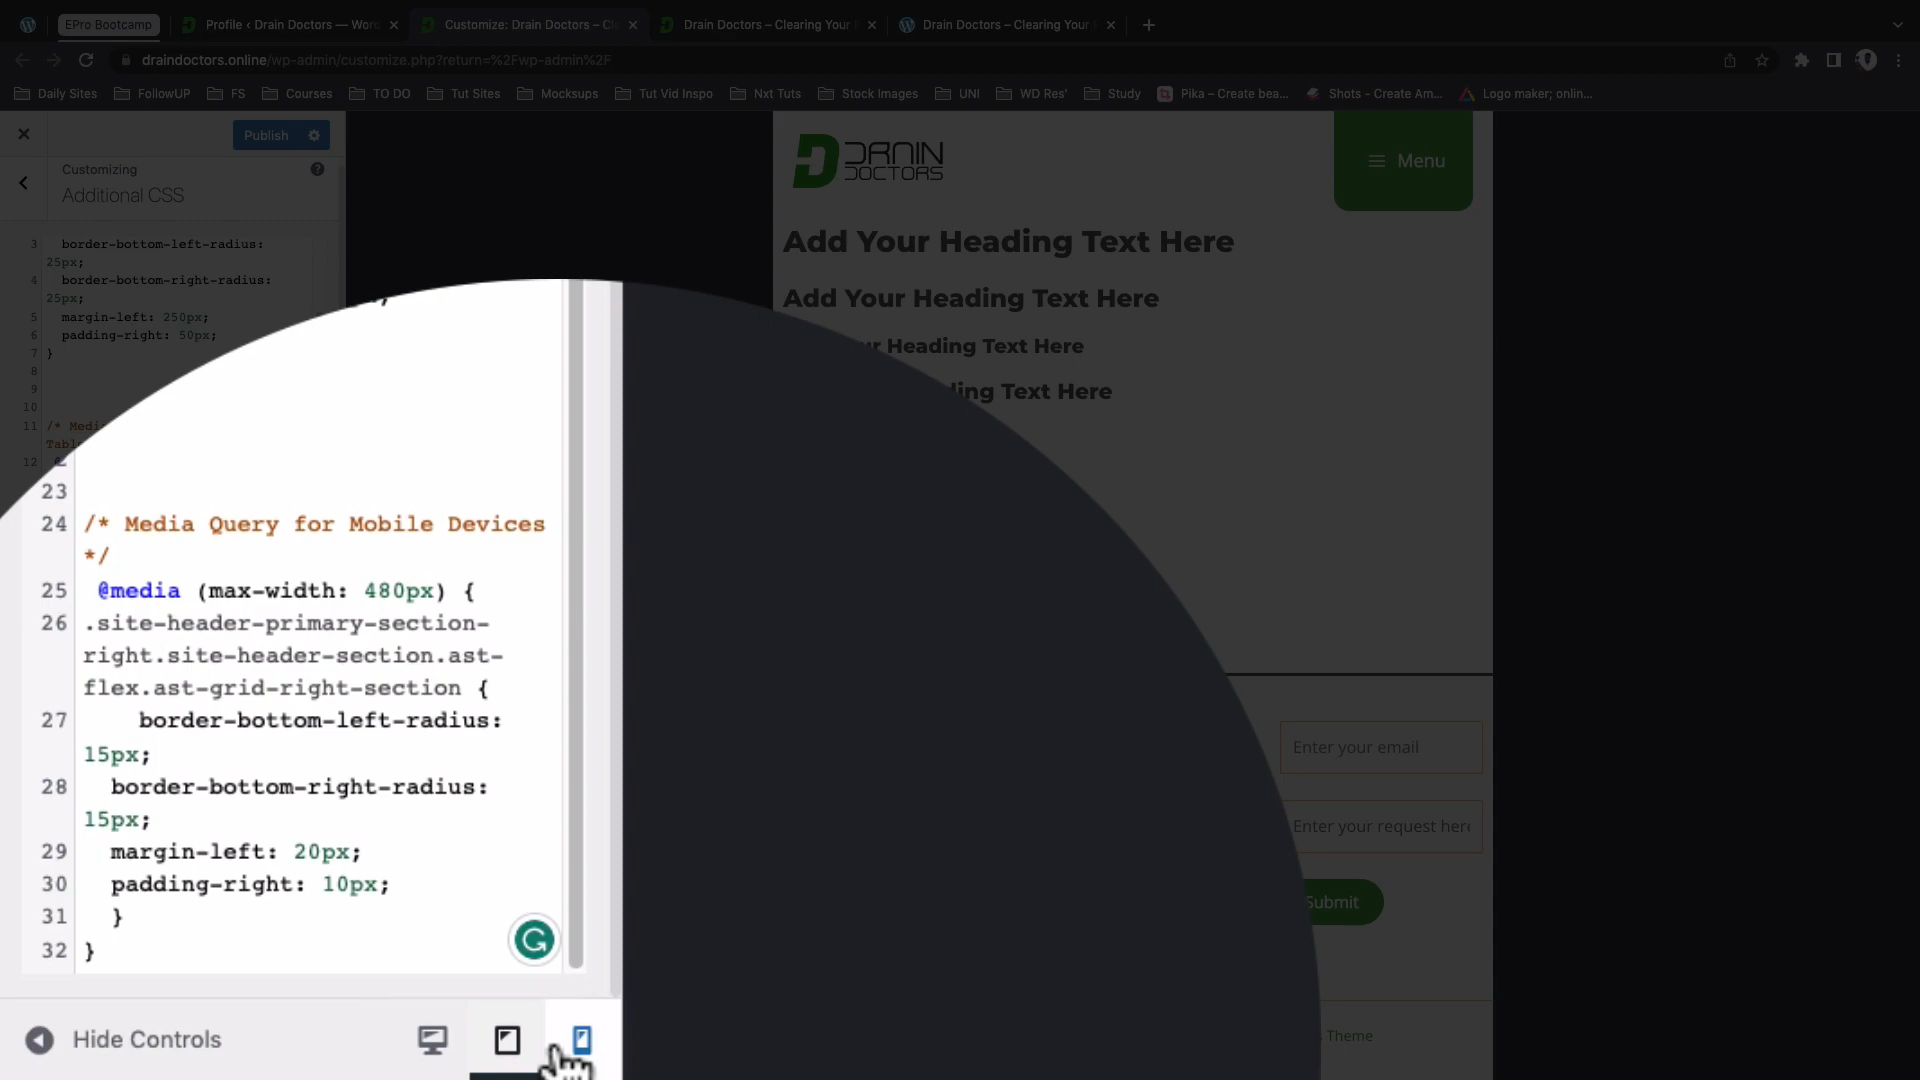 EPro Bootcamp
Profile ‹ Drain Doctors — Wor
Customize: Drain Doctors – Cl
Drain Doctors – Clearing Your
Drain Doctors – Clearing Your
draindoctors.online/wp-admin/customize.php?return=%2Fwp-admin%2F
Daily Sites
FollowUP
FS
Courses
TO DO
Tut Sites
Mocksups
Tut Vid Inspo
Nxt Tuts
Stock Images
UNI
WD Res'
Study
Pika – Create bea...
Shots - Create Am...
Logo maker; onlin...
Publish
Customizing
Additional CSS
3 border-bottom-left-radius:
25px;
4 border-bottom-right-radius:
25px;
5 margin-left: 250px;
6 padding-right: 50px;
7 }
8
9
10
11 /* Medi
Tabl
12 @
23
24 /* Media Query for Mobile Devices
*/
25 @media (max-width: 480px) {
26 .site-header-primary-section-
right.site-header-section.ast-
flex.ast-grid-right-section {
27 border-bottom-left-radius:
15px;
28 border-bottom-right-radius:
15px;
29 margin-left: 20px;
30 padding-right: 10px;
31 }
32 }
Hide Controls
DRAIN
DOCTORS
Menu
Add Your Heading Text Here
Add Your Heading Text Here
Heading Text Here
Text Here
Enter your email
Enter your request here
Submit
Theme